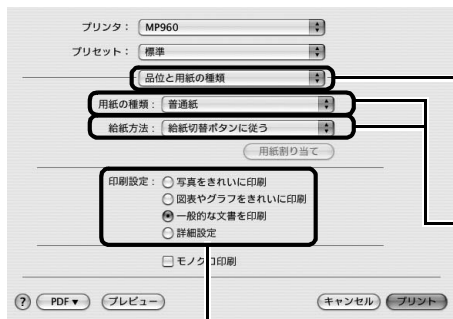 プリンタ： MP960
プリセット： 標準
品位と用紙の種類
用紙の種類： 普通紙
給紙方法： 給紙切替ボタンに従う
用紙割り当て
印刷設定： 写真をきれいに印刷
図表やグラフをきれいに印刷
一般的な文書を印刷
詳細設定
モノクロ印刷
? PDF▼ プレビュー キャンセル プリント